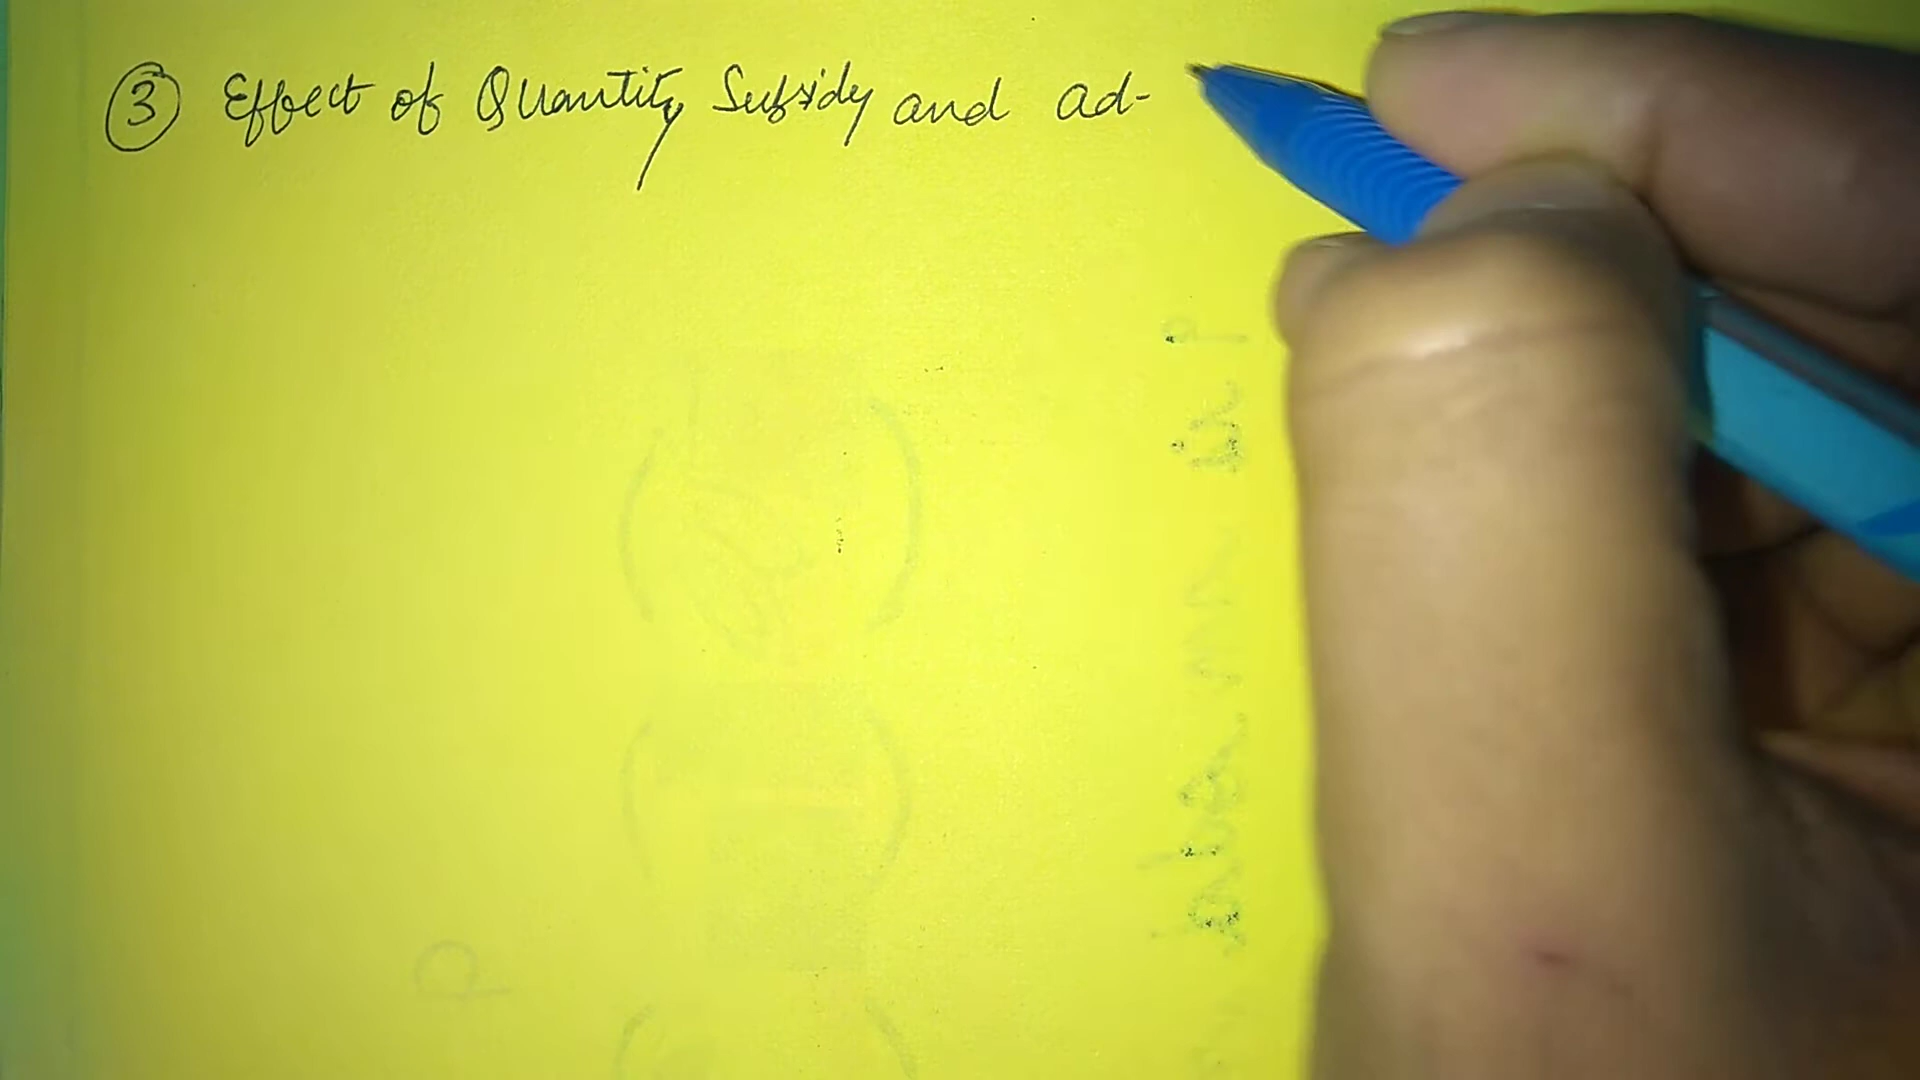 ③ Effect of Quantity Subsidy and ad-